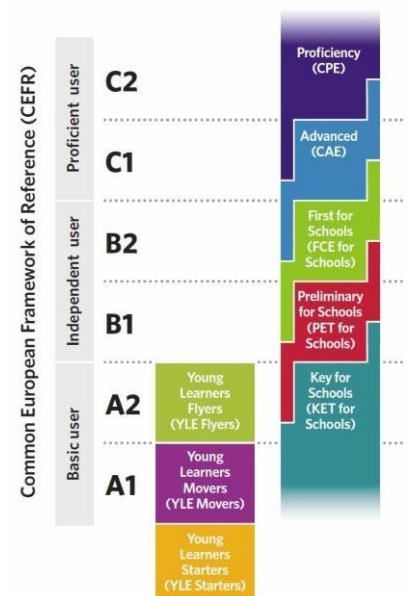 Common European Framework of Reference (CEFR)
Proficient user
C2
C1
Independent user
B2
B1
Basic user
A2
A1
Young
Learners
Flyers
(YLE Flyers)
Young
Learners
Movers
(YLE Movers)
Young
Learners
Starters
(YLE Starters)
Proficiency
(CPE)
Advanced
(CAE)
First for
Schools
(FCE for
Schools)
Preliminary
for Schools
(PET for
Schools)
Key for
Schools
(KET for
Schools)